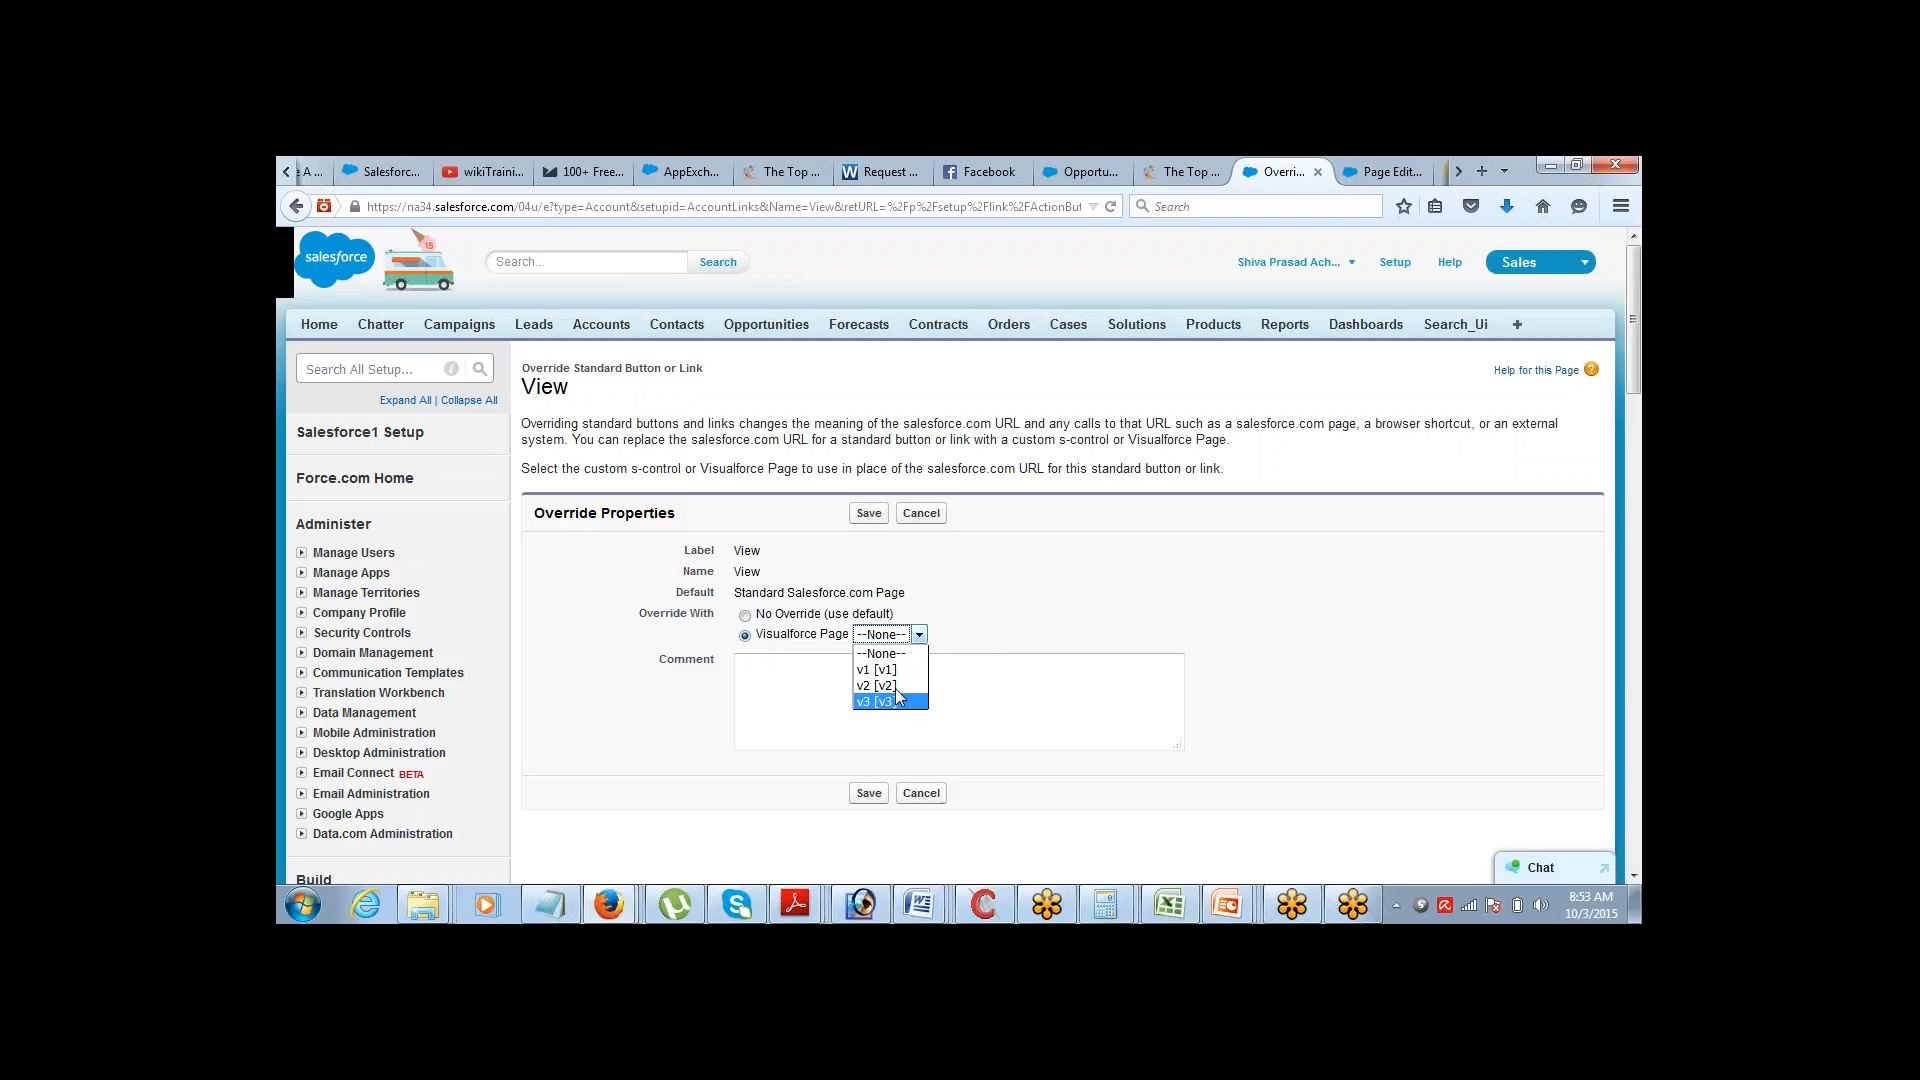 e A ...
Salesforc...
wikiTraini...
100+ Free...
AppExch...
The Top ...
Request ...
Facebook
Opportu...
The Top ...
Overri...
Page Edit...
https://na34.salesforce.com/04u/e?type=Account&setupid=AccountLinks&Name=View&retURL=%2Fp%2Fsetup%2Flink%2FActionBut
Search
salesforce
15
Search...
Search
Shiva Prasad Ach...
Setup
Help
Sales
Home
Chatter
Campaigns
Leads
Accounts
Contacts
Opportunities
Forecasts
Contracts
Orders
Cases
Solutions
Products
Reports
Dashboards
Search_Ui
+
Search All Setup...
Expand All | Collapse All
Salesforce1 Setup
Force.com Home
Administer
Manage Users
Manage Apps
Manage Territories
Company Profile
Security Controls
Domain Management
Communication Templates
Translation Workbench
Data Management
Mobile Administration
Desktop Administration
Email Connect BETA
Email Administration
Google Apps
Data.com Administration
Build
Override Standard Button or Link
View
Help for this Page ?
Overriding standard buttons and links changes the meaning of the salesforce.com URL and any calls to that URL such as a salesforce.com page, a browser shortcut, or an external
system. You can replace the salesforce.com URL for a standard button or link with a custom s-control or Visualforce Page.
Select the custom s-control or Visualforce Page to use in place of the salesforce.com URL for this standard button or link.
Override Properties
Save
Cancel
Label View
Name View
Default Standard Salesforce.com Page
Override With No Override (use default)
Visualforce Page --None--
--None--
v1 [v1]
v2 [v2]
v3 [v3]
Comment
Save
Cancel
Chat
8:53 AM
10/3/2015